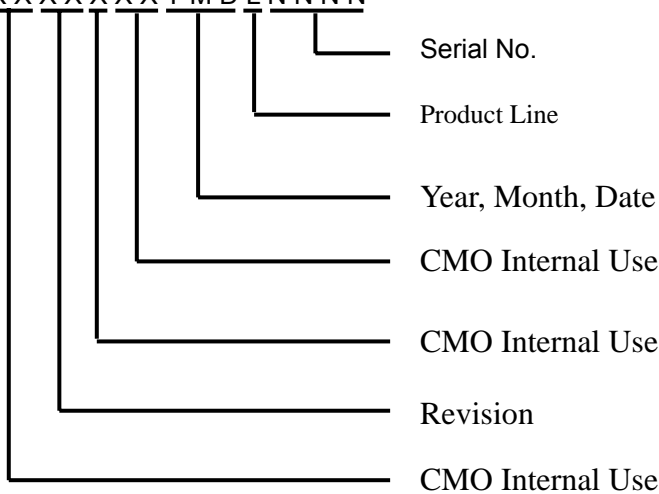 X X X X X X X Y M D L N N N N
Serial No.
Product Line
Year, Month, Date
CMO Internal Use
CMO Internal Use
Revision
CMO Internal Use